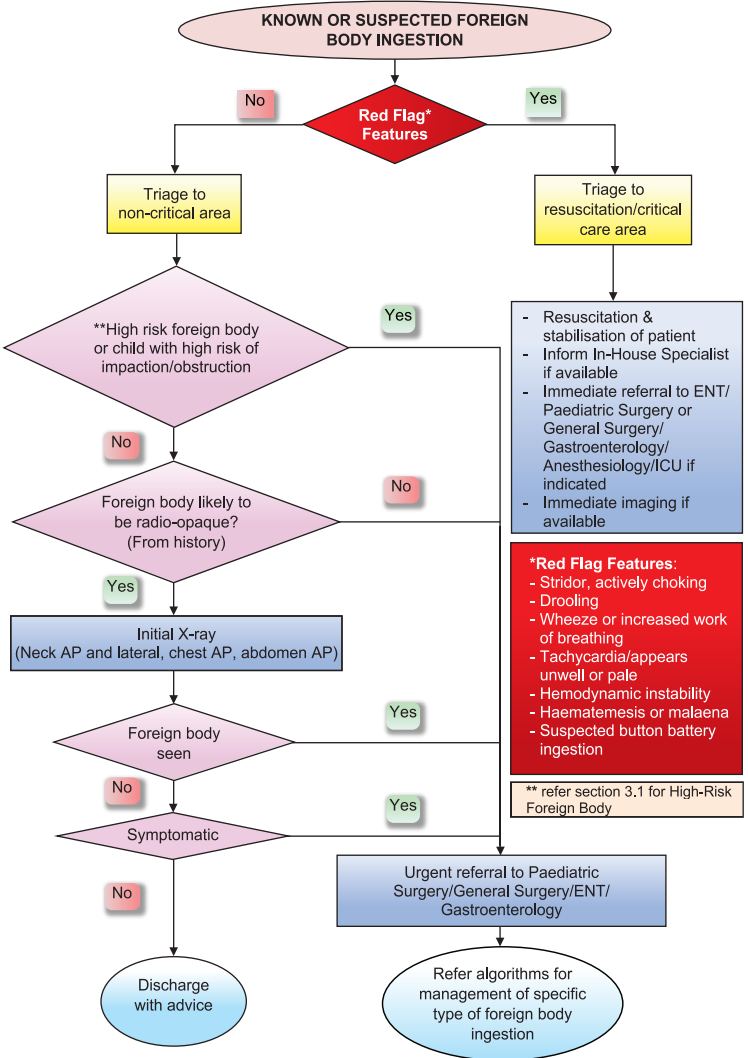 KNOWN OR SUSPECTED FOREIGN
BODY INGESTION
No
Red Flag*
Features
Yes
Triage to
non-critical area
Triage to
resuscitation/critical
care area
**High risk foreign body
or child with high risk of
impaction/obstruction
Yes
- Resuscitation &
stabilisation of patient
- Inform In-House Specialist
if available
- Immediate referral to ENT/
Paediatric Surgery or
General Surgery/
Gastroenterology/
Anesthesiology/ICU if
indicated
- Immediate imaging if
available
No
Foreign body likely to
be radio-opaque?
(From history)
No
Yes
*Red Flag Features:
- Stridor, actively choking
- Drooling
- Wheeze or increased work
of breathing
- Tachycardia/appears
unwell or pale
- Hemodynamic instability
- Haematemesis or malaena
- Suspected button battery
ingestion
Initial X-ray
(Neck AP and lateral, chest AP, abdomen AP)
Foreign body
seen
Yes
No
** refer section 3.1 for High-Risk
Foreign Body
Symptomatic
Yes
No
Urgent referral to Paediatric
Surgery/General Surgery/ENT/
Gastroenterology
Discharge
with advice
Refer algorithms for
management of specific
type of foreign body
ingestion